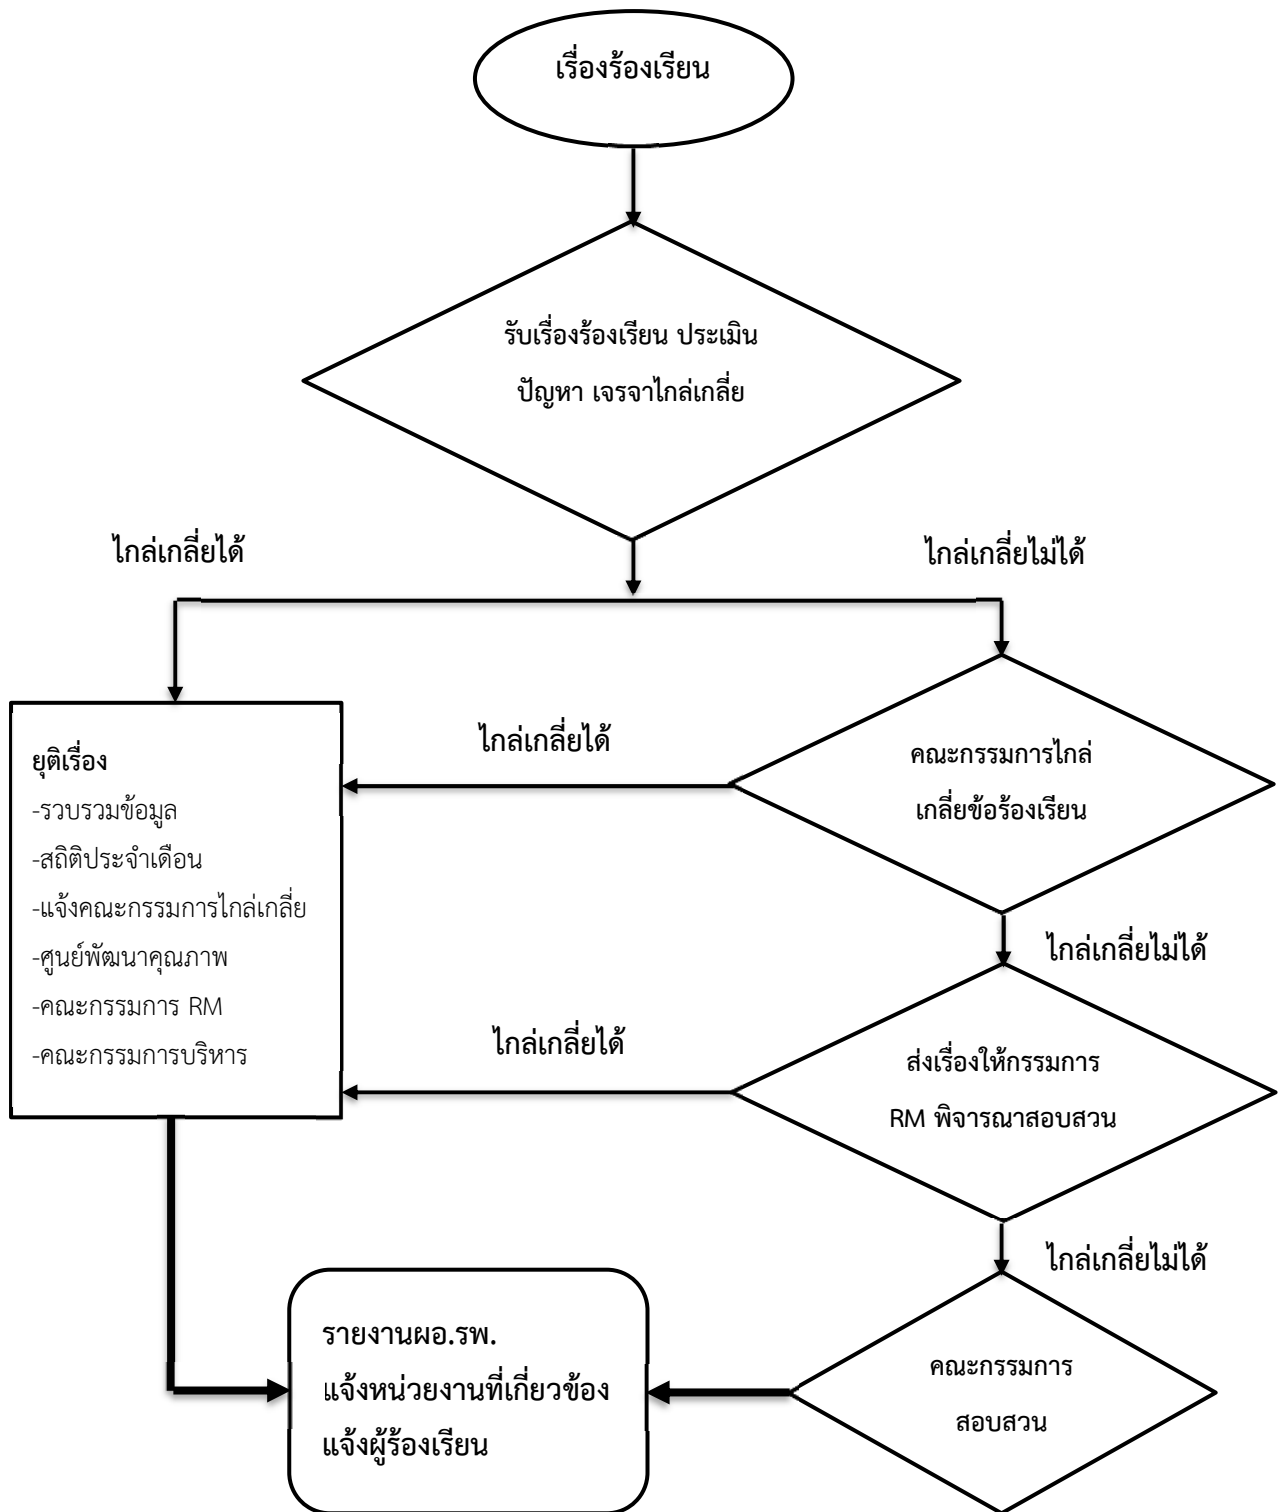 เรื่องร้องเรียน
รับเรื่องร้องเรียน ประเมิน
ปัญหา เจรจาไกล่เกลี่ย
ไกล่เกลี่ยได้
ไกล่เกลี่ยไม่ได้
ยุติเรื่อง
-รวบรวมข้อมูล
-สถิติประจำเดือน
-แจ้งคณะกรรมการไกล่เกลี่ย
-ศูนย์พัฒนาคุณภาพ
-คณะกรรมการ RM
-คณะกรรมการบริหาร
ไกล่เกลี่ยได้
คณะกรรมการไกล่
เกลี่ยข้อร้องเรียน
ไกล่เกลี่ยไม่ได้
ไกล่เกลี่ยได้
ส่งเรื่องให้กรรมการ
RM พิจารณาสอบสวน
ไกล่เกลี่ยไม่ได้
รายงานผอ.รพ.
แจ้งหน่วยงานที่เกี่ยวข้อง
แจ้งผู้ร้องเรียน
คณะกรรมการ
สอบสวน